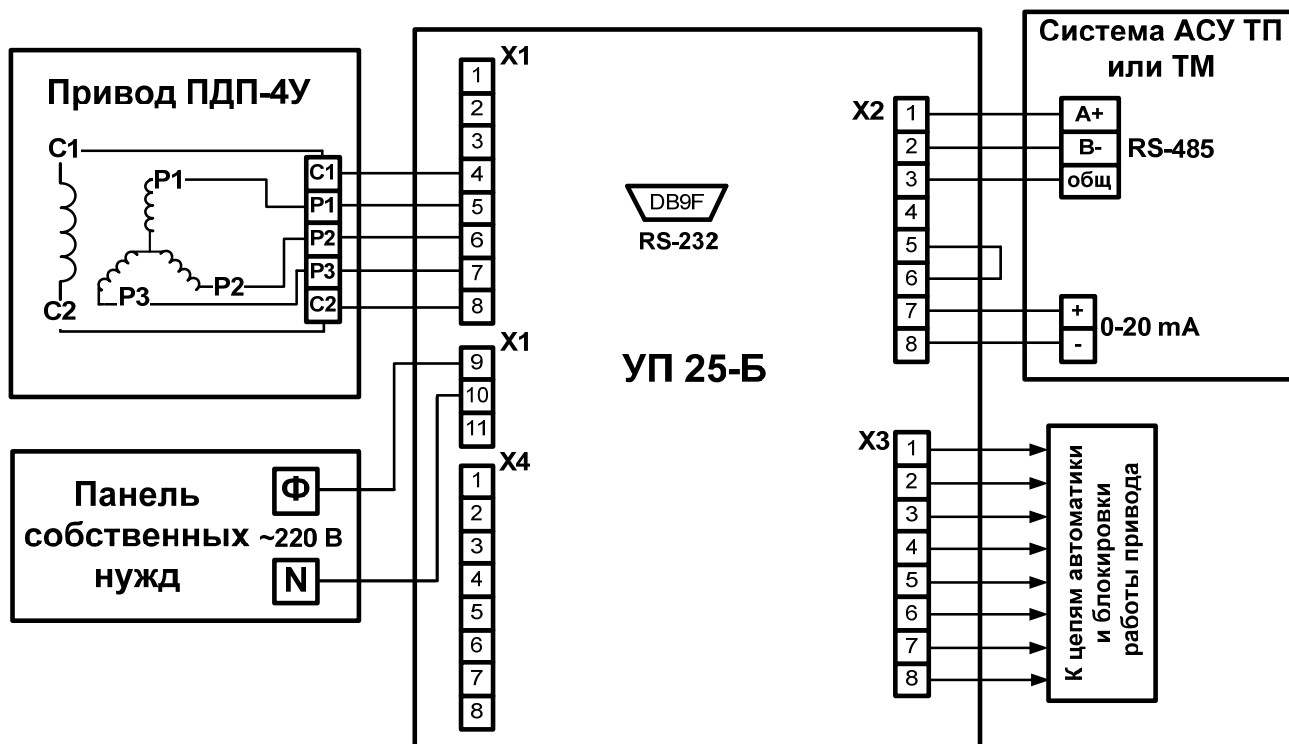 Привод ПДП-4У
C1
P1
P3
P2
C2
C1
P1
P2
P3
C2
Панель
собственных ~220 В
нужд
Ф
N
X1
1
2
3
4
5
6
7
8
X1
9
10
11
X4
1
2
3
4
5
6
7
8
DB9F
RS-232
УП 25-Б
X2
1
2
3
4
5
6
7
8
X3
1
2
3
4
5
6
7
8
Система АСУ ТП
или ТМ
A+
B-
общ
RS-485
+
-
0-20 mA
К цепям автоматики
и блокировки
работы привода